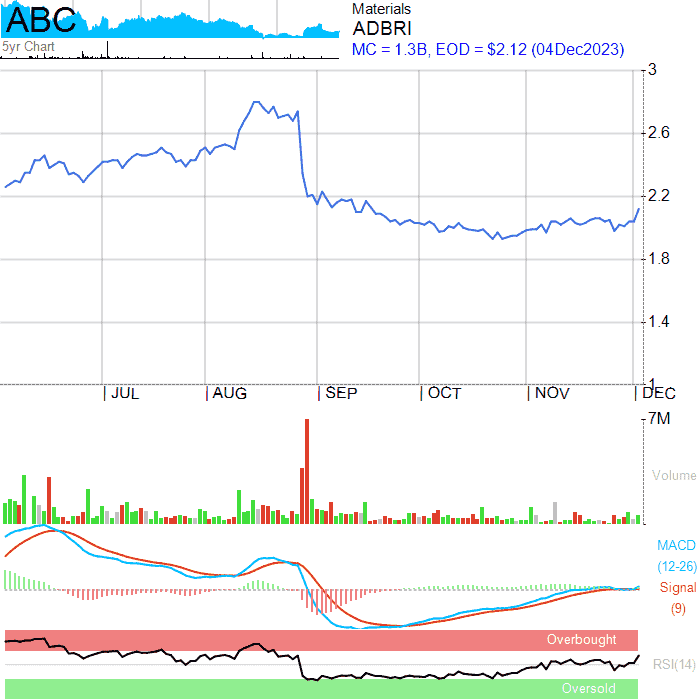 ABC
5yr Chart
Materials
ADBRI
MC = 1.3B, EOD = $2.12 (04Dec2023)
3
2.6
2.2
1.8
1.4
1
JUL AUG SEP OCT NOV DEC
7M
Volume
MACD
(12-26)
Signal
(9)
Overbought
RSI(14)
Oversold